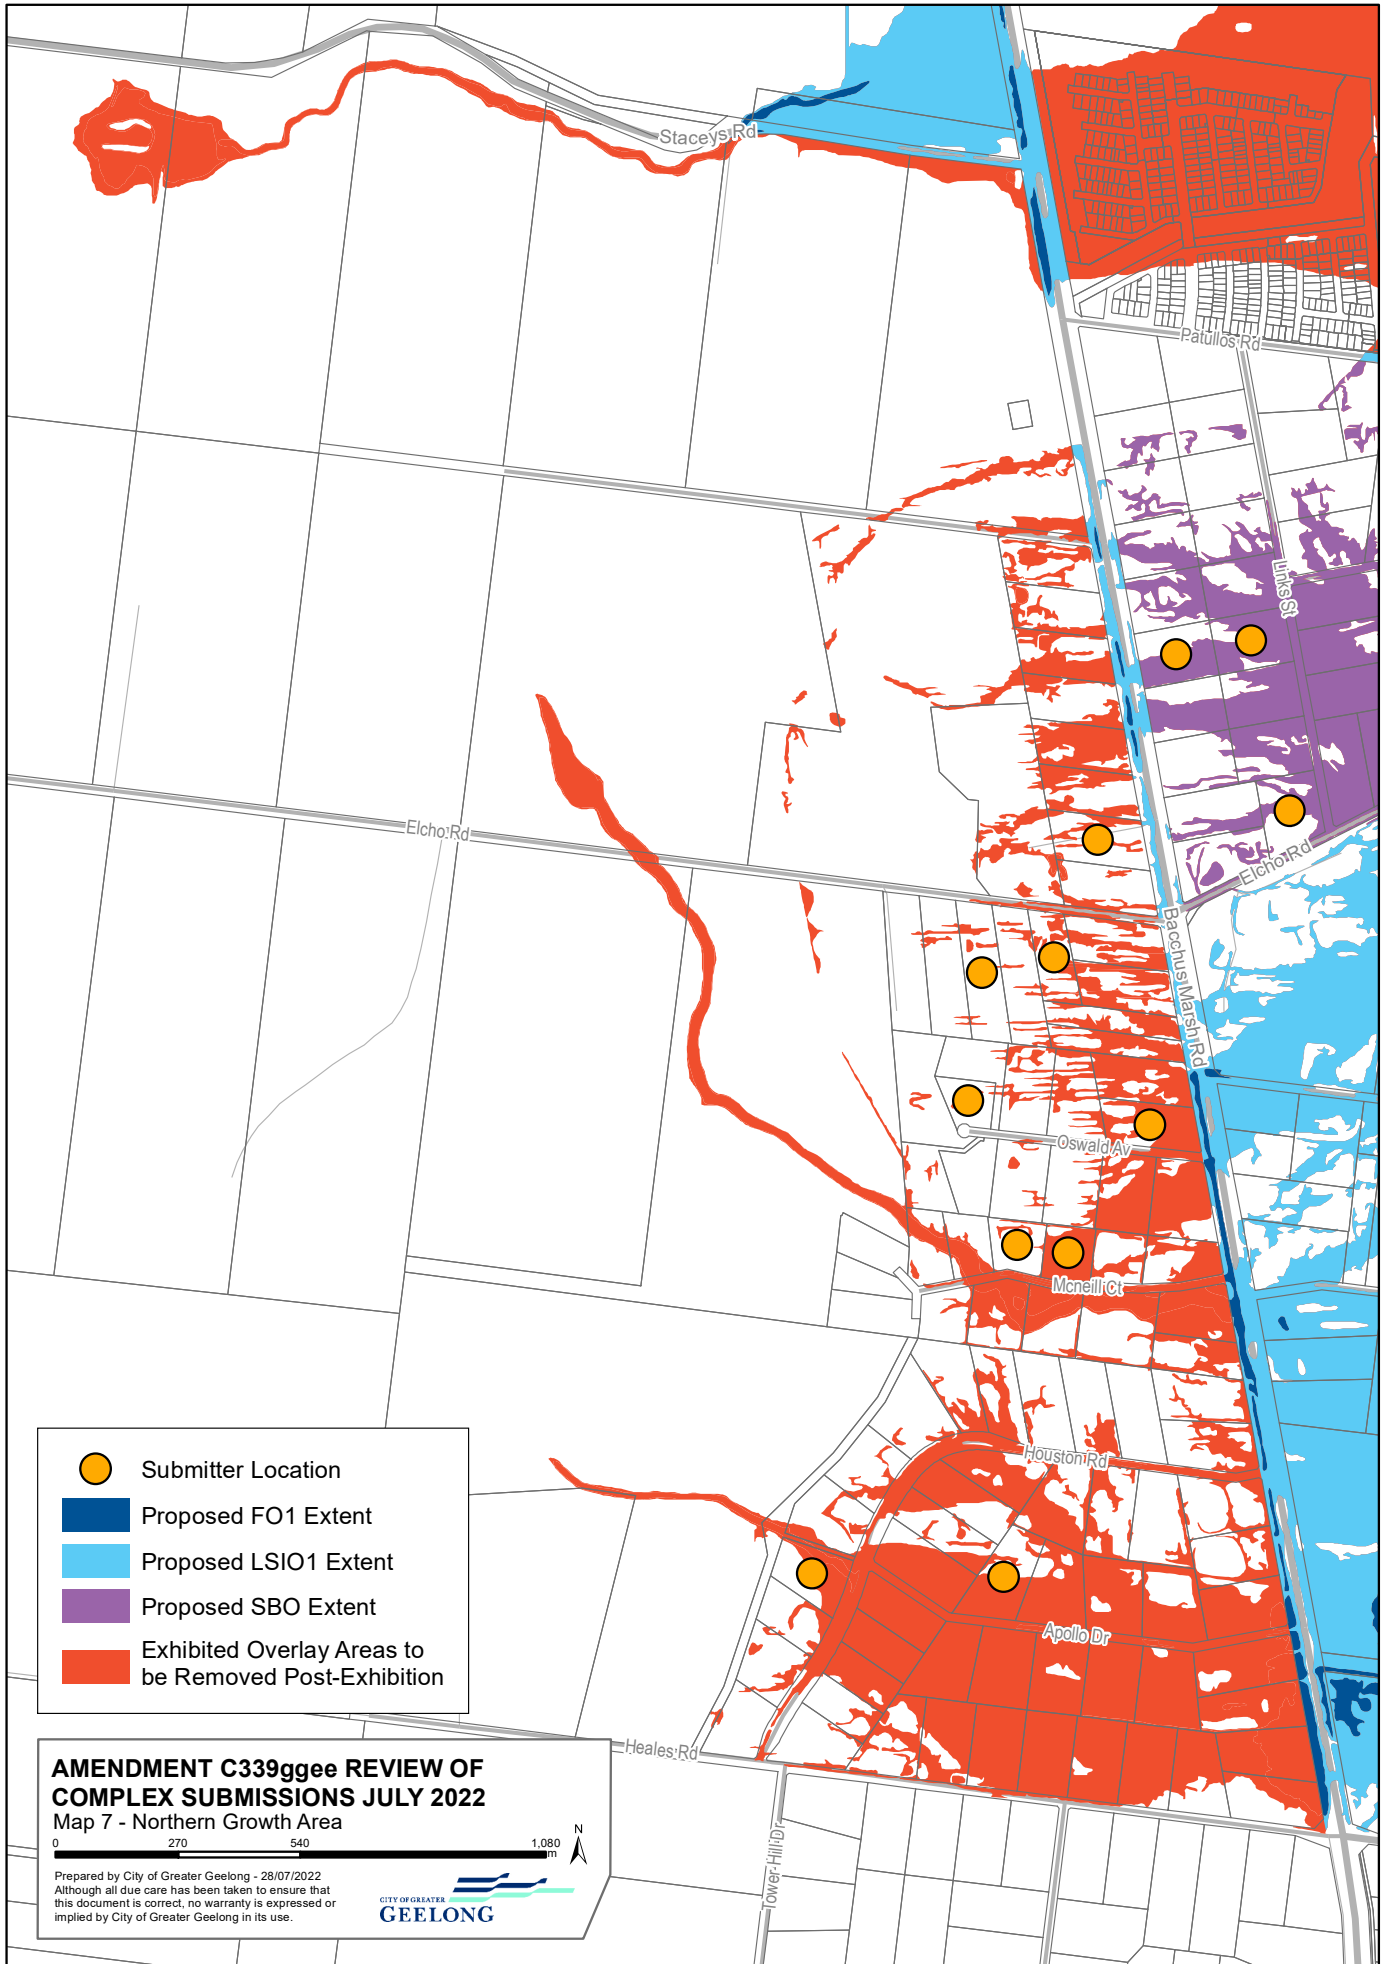 Staceys Rd
Patullos Rd
Links St
Elcho Rd
Elcho Rd
Bacchus Marsh Rd
Oswald Av
Mcneill Ct
Houston Rd
Apollo Dr
Heales Rd
Tower Hill Dr
Submitter Location
Proposed FO1 Extent
Proposed LSIO1 Extent
Proposed SBO Extent
Exhibited Overlay Areas to
be Removed Post-Exhibition
AMENDMENT C339ggee REVIEW OF
COMPLEX SUBMISSIONS JULY 2022
Map 7 - Northern Growth Area
0 270 540 1,080
m
N
Prepared by City of Greater Geelong - 28/07/2022
Although all due care has been taken to ensure that
this document is correct, no warranty is expressed or
implied by City of Greater Geelong in its use.
CITY OF GREATER
GEELONG